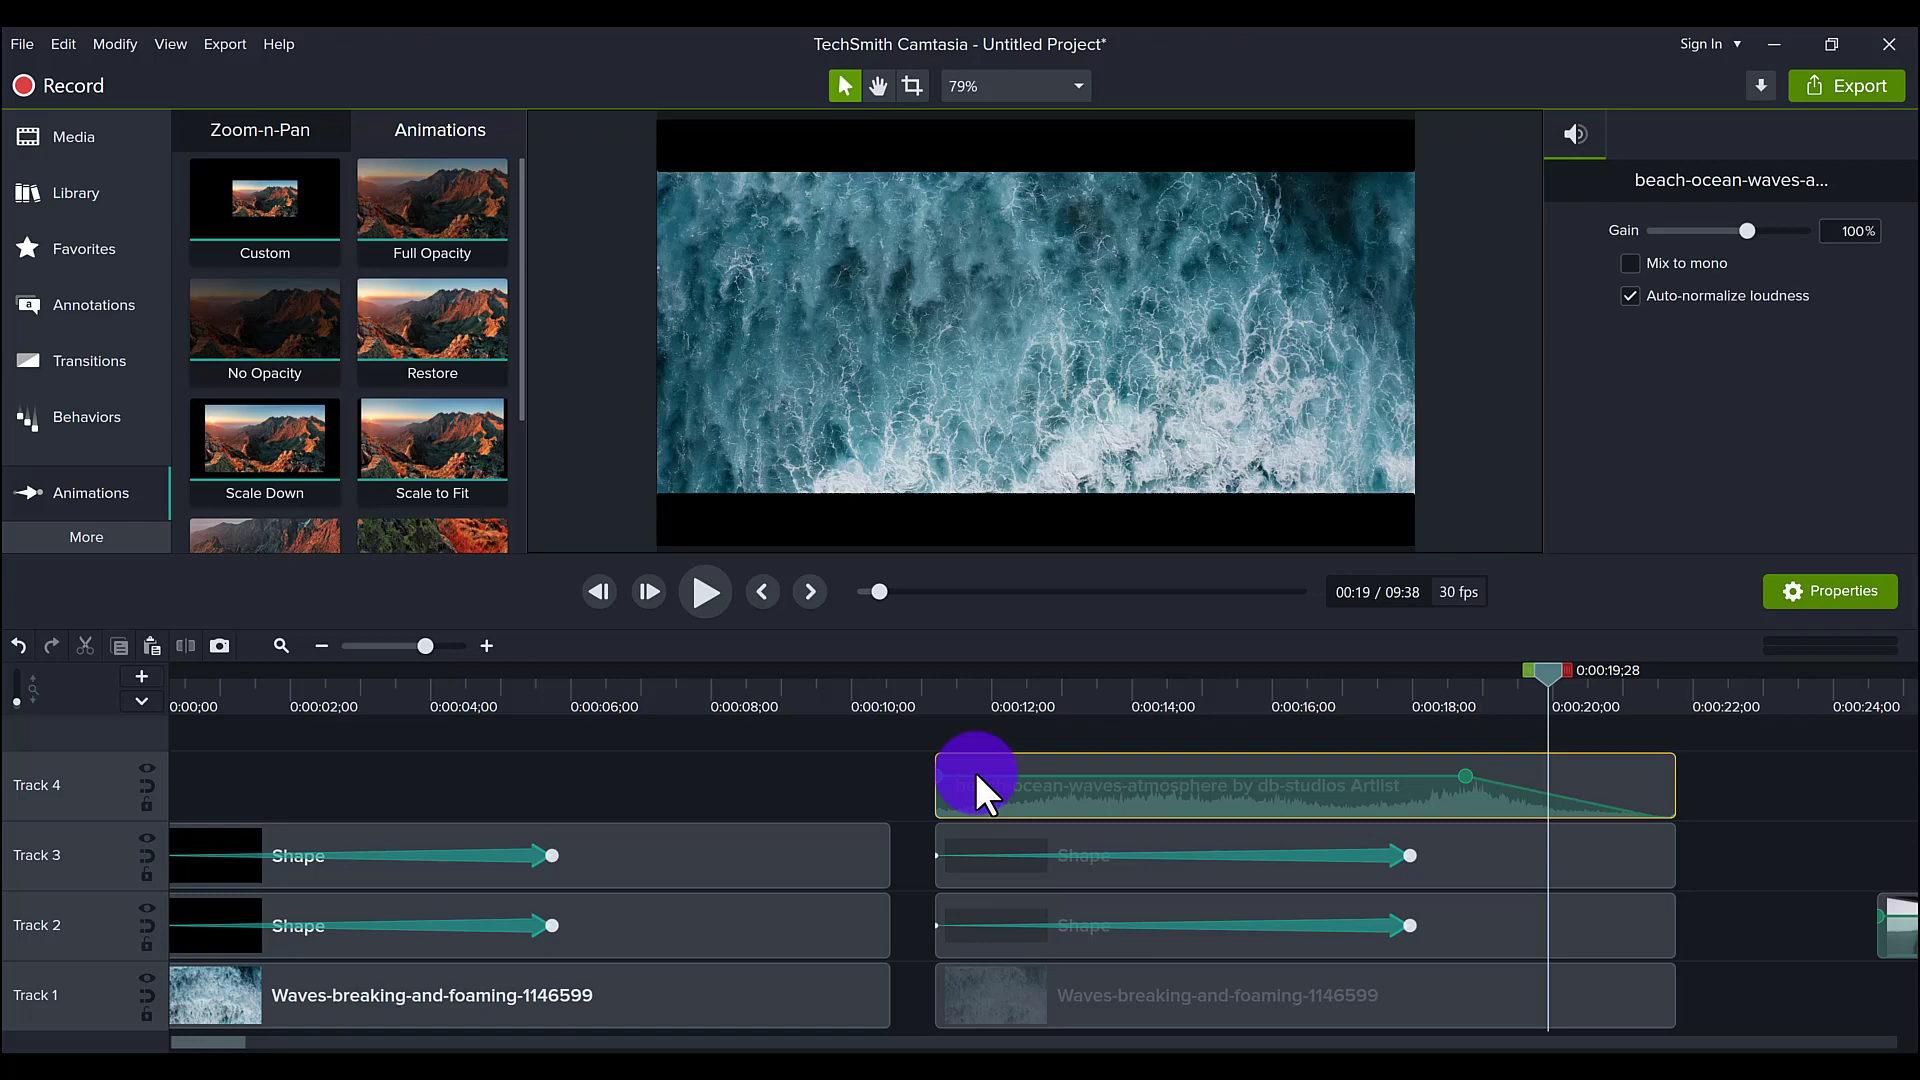 File Edit Modify View Export Help
TechSmith Camtasia - Untitled Project*
Sign In
Record
79%
Export
Media
Library
Favorites
a
Annotations
Transitions
Behaviors
Animations
More
Zoom-n-Pan
Animations
Custom
Full Opacity
No Opacity
Restore
Scale Down
Scale to Fit
beach-ocean-waves-a...
Gain
100%
Mix to mono
Auto-normalize loudness
00:19 / 09:38
30 fps
Properties
0:00:19;28
0:00;00 0:00:02;00 0:00:04;00 0:00:06;00 0:00:08;00 0:00:10;00 0:00:12;00 0:00:14;00 0:00:16;00 0:00:18;00 0:00:20;00 0:00:22;00 0:00:24;00
Track 4
ocean-waves-atmosphere by db-studios Artlist
Track 3
Shape
Shape
Track 2
Shape
Shape
Track 1
Waves-breaking-and-foaming-1146599
Waves-breaking-and-foaming-1146599